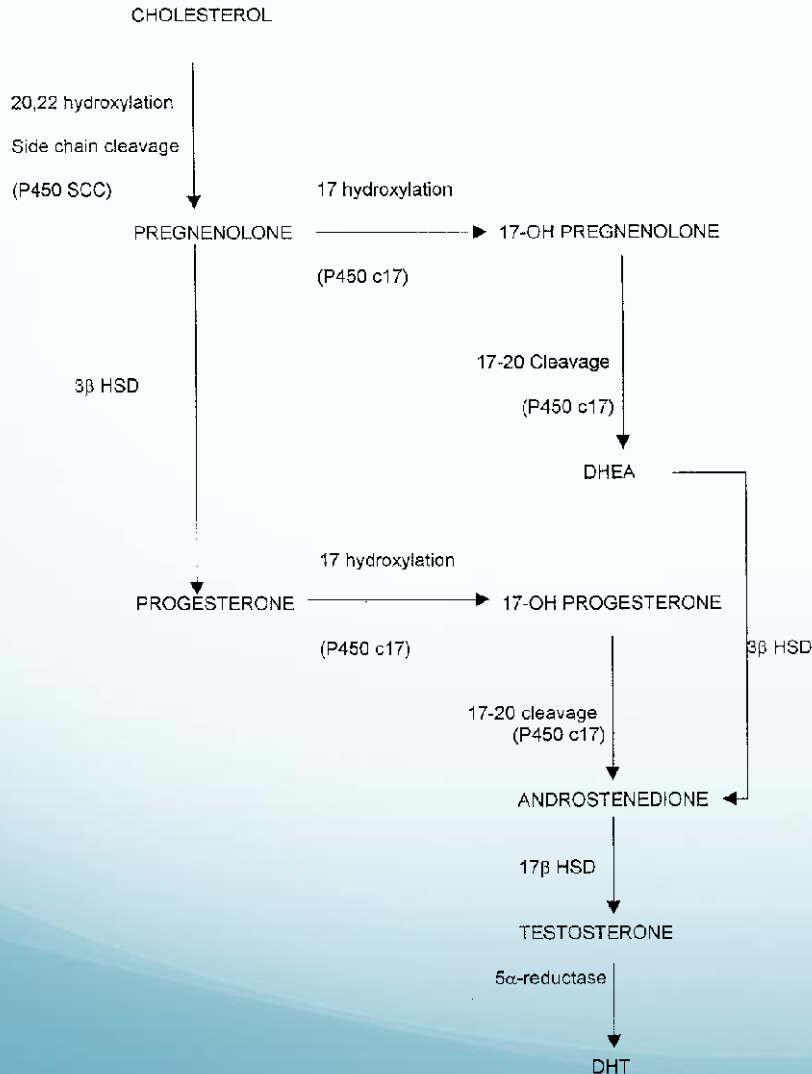 CHOLESTEROL
20,22 hydroxylation
Side chain cleavage
(P450 SCC)
17 hydroxylation
PREGNENOLONE
17-OH PREGNENOLONE
(P450 c17)
17-20 Cleavage
(P450 c17)
3β HSD
DHEA
17 hydroxylation
PROGESTERONE
17-OH PROGESTERONE
(P450 c17)
3β HSD
17-20 cleavage
(P450 c17)
ANDROSTENEDIONE
17β HSD
TESTOSTERONE
5α-reductase
DHT